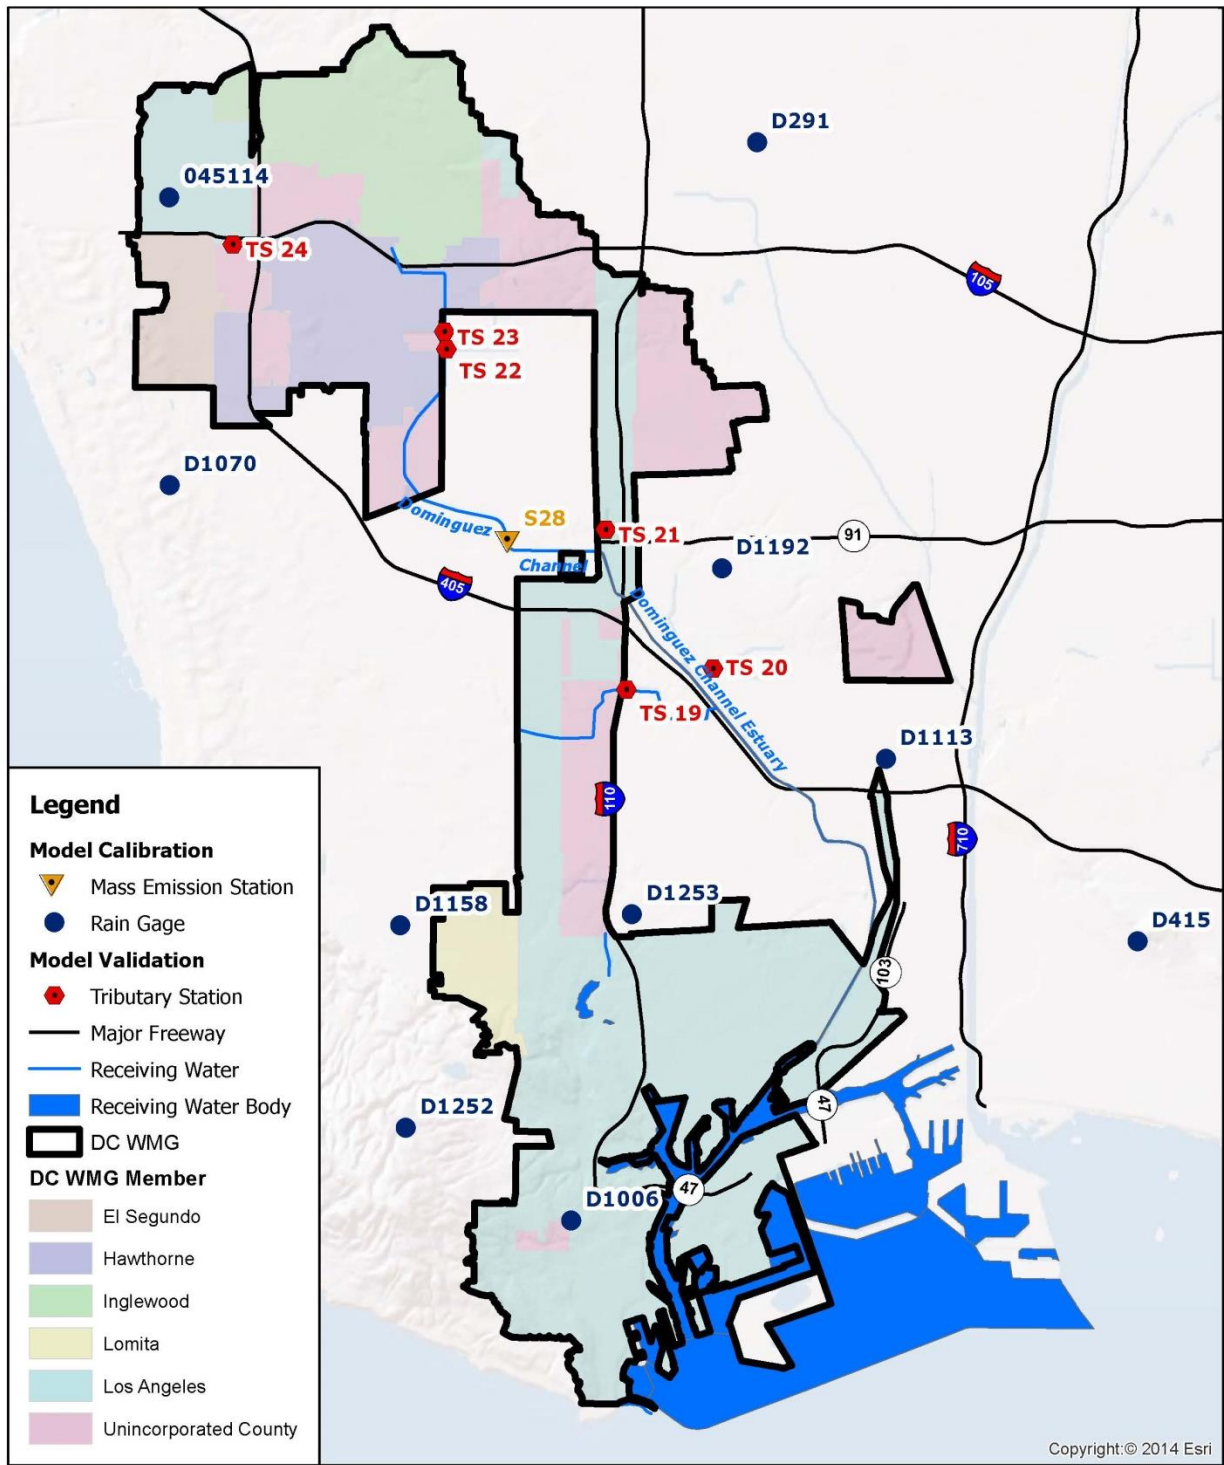 D291
045114
TS 24
105
TS 23
TS 22
D1070
Dominguez
S28
TS 21
91
D1192
Channel
405
Dominguez Channel Estuary
TS 20
TS 19
D1113
110
710
Legend
Model Calibration
Mass Emission Station
Rain Gage
Model Validation
Tributary Station
Major Freeway
Receiving Water
Receiving Water Body
DC WMG
DC WMG Member
El Segundo
Hawthorne
Inglewood
Lomita
Los Angeles
Unincorporated County
D1158
D1253
D415
103
D1252
47
D1006
47
Copyright:© 2014 Esri